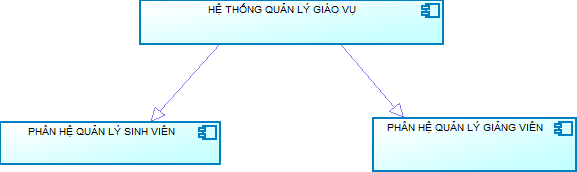 HỆ THỐNG QUẢN LÝ GIÁO VỤ
PHÂN HỆ QUẢN LÝ SINH VIÊN
PHÂN HỆ QUẢN LÝ GIẢNG VIÊN